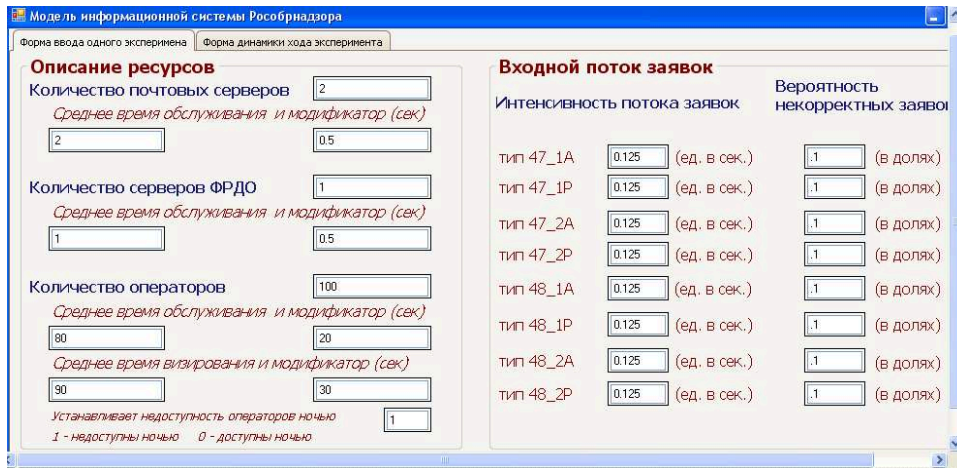 Модель информационной системы Рособрнадзора
Форма ввода одного эксперимена
Форма динамики хода эксперимента
Описание ресурсов
Количество почтовых серверов 2
Среднее время обслуживания и модификатор (сек)
2 0.5
Количество серверов ФРДО 1
Среднее время обслуживания и модификатор (сек)
1 0.5
Количество операторов 100
Среднее время обслуживания и модификатор (сек)
80 20
Среднее время визирования и модификатор (сек)
90 30
Устанавливает недоступность операторов ночью 1
1 - недоступны ночью 0 - доступны ночью
Входной поток заявок
Интенсивность потока заявок
Вероятность
некорректных заявок
тип 47_1А 0.125 (ед. в сек.) .1 (в долях)
тип 47_1Р 0.125 (ед. в сек.) .1 (в долях)
тип 47_2А 0.125 (ед. в сек.) .1 (в долях)
тип 47_2Р 0.125 (ед. в сек.) .1 (в долях)
тип 48_1А 0.125 (ед. в сек.) .1 (в долях)
тип 48_1Р 0.125 (ед. в сек.) .1 (в долях)
тип 48_2А 0.125 (ед. в сек.) .1 (в долях)
тип 48_2Р 0.125 (ед. в сек.) .1 (в долях)